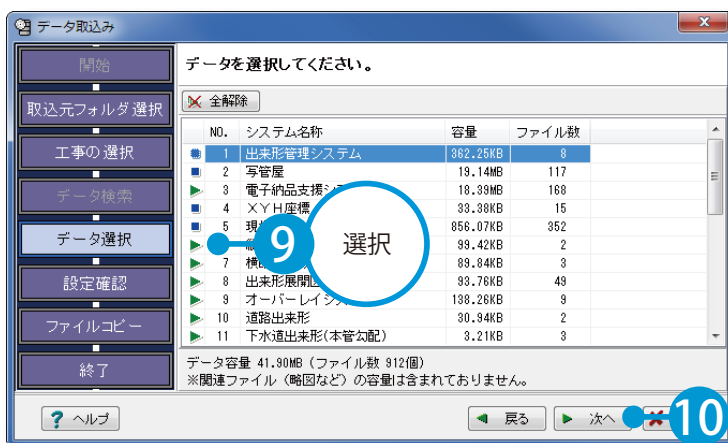 データ取込み
開始
取込元フォルダ選択
工事の選択
データ検索
データ選択
設定確認
ファイルコピー
終了
データを選択してください。
全解除
NO. システム名称 容量 ファイル数
1 出来形管理システム 362.25KB 8
2 写管屋 19.14MB 117
3 電子納品支援シ 18.39MB 168
4 XYH座標 33.38KB 15
5 現 856.07KB 352
99.42KB 2
7 横 89.84KB 3
8 出来形展開図 93.76KB 49
9 オーバーレイシス 138.26KB 9
10 道路出来形 30.94KB 2
11 下水道出来形(本管勾配) 3.21KB 3
9 選択
データ容量 41.90MB (ファイル数 912個)
※関連ファイル(略図など)の容量は含まれておりません。
ヘルプ
戻る
次へ
10